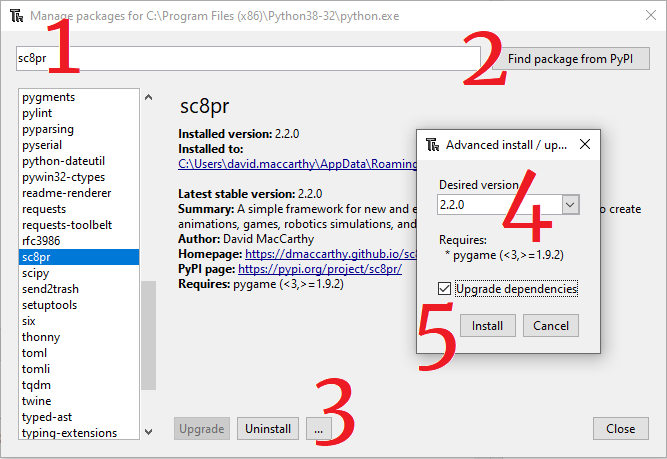 Manage packages for C:\Program Files (x86)\Python38-32\python.exe
1
sc8pr
2
Find package from PyPI
pygments
pylint
pyparsing
pyserial
python-dateutil
pywin32-ctypes
readme-renderer
requests
requests-toolbelt
rfc3986
sc8pr
scipy
send2trash
setuptools
six
thonny
toml
tomli
tqdm
twine
typed-ast
typing-extensions
sc8pr
Installed version: 2.2.0
Installed to:
C:\Users\david.maccarthy\AppData\Roaming
Latest stable version: 2.2.0
Summary: A simple framework for new and e
to create
animations, games, robotics simulations, and
Author: David MacCarthy
Homepage: https://dmaccarthy.github.io/sc8
PyPI page: https://pypi.org/project/sc8pr/
Requires: pygame (<3,>=1.9.2)
Advanced install / up...
4
Desired version
2.2.0
Requires:
* pygame (<3,>=1.9.2)
Upgrade dependencies
5
Install
Cancel
3
Upgrade
Uninstall
...
Close